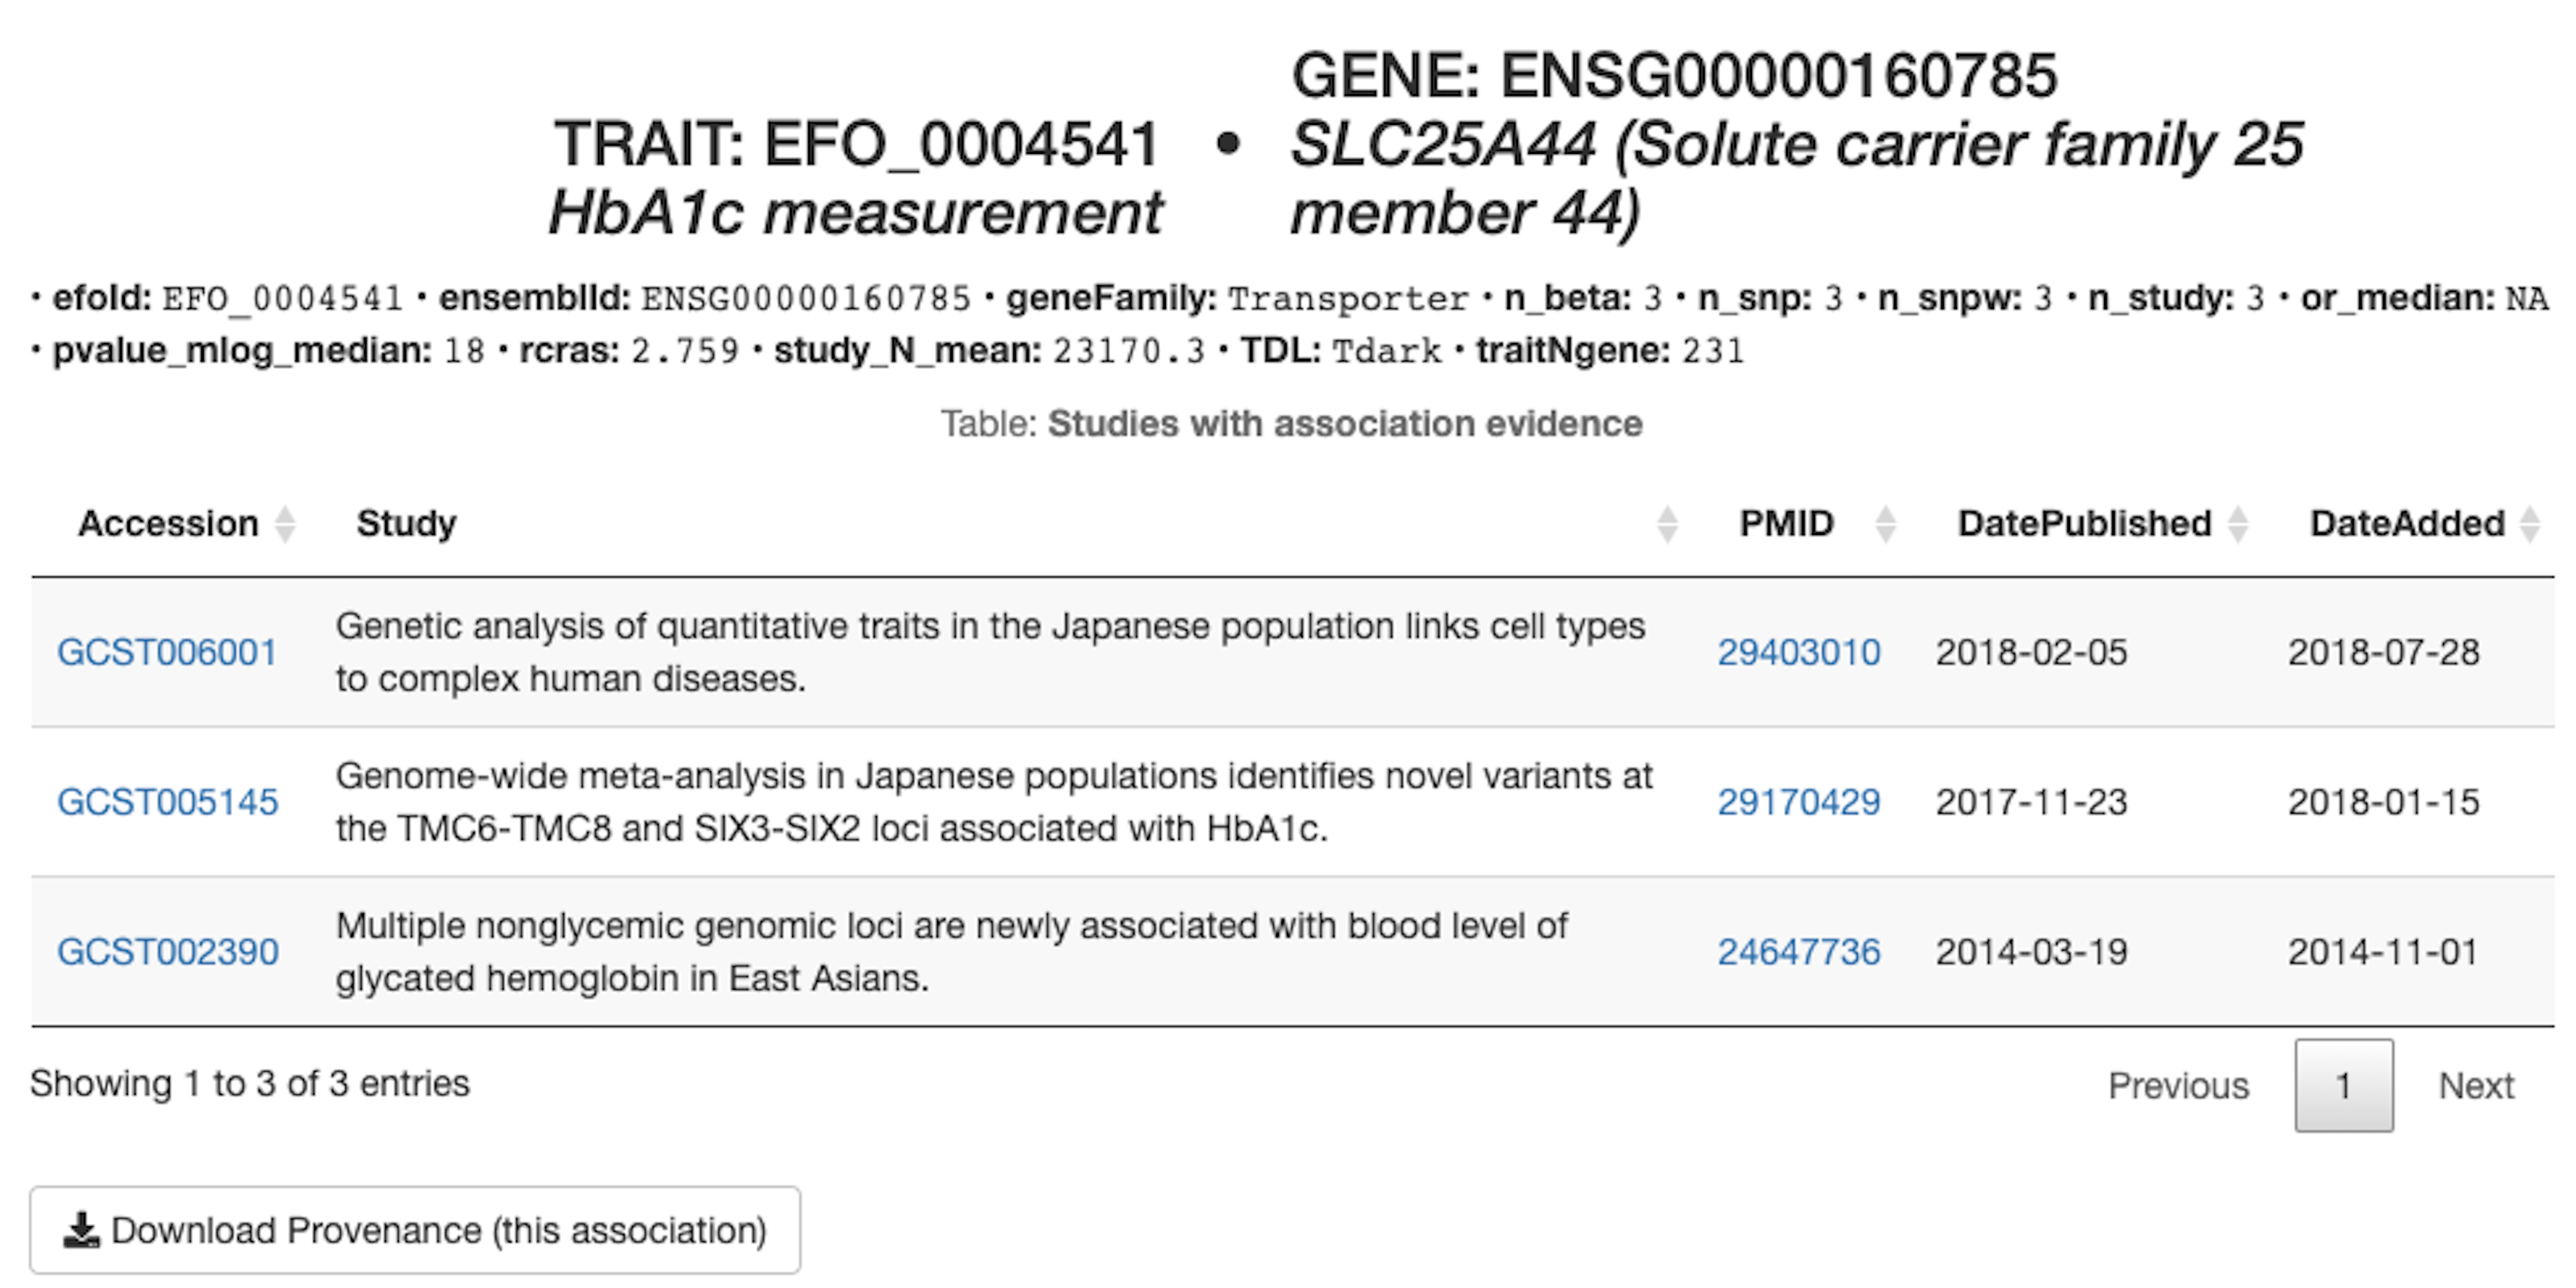 TRAIT: EFO_0004541
HbA1c measurement
•
GENE: ENSG00000160785
SLC25A44 (Solute carrier family 25
member 44)
• efoId: EFO_0004541 • ensemblId: ENSG00000160785 • geneFamily: Transporter • n_beta: 3 • n_snp: 3 • n_snpw: 3 • n_study: 3 • or_median: NA
• pvalue_mlog_median: 18 • rcras: 2.759 • study_N_mean: 23170.3 • TDL: Tdark • traitNgene: 231
Table: Studies with association evidence
Accession Study PMID DatePublished DateAdded
GCST006001 Genetic analysis of quantitative traits in the Japanese population links cell types
to complex human diseases. 29403010 2018-02-05 2018-07-28
GCST005145 Genome-wide meta-analysis in Japanese populations identifies novel variants at
the TMC6-TMC8 and SIX3-SIX2 loci associated with HbA1c. 29170429 2017-11-23 2018-01-15
GCST002390 Multiple nonglycemic genomic loci are newly associated with blood level of
glycated hemoglobin in East Asians. 24647736 2014-03-19 2014-11-01
Showing 1 to 3 of 3 entries
Previous 1 Next
Download Provenance (this association)